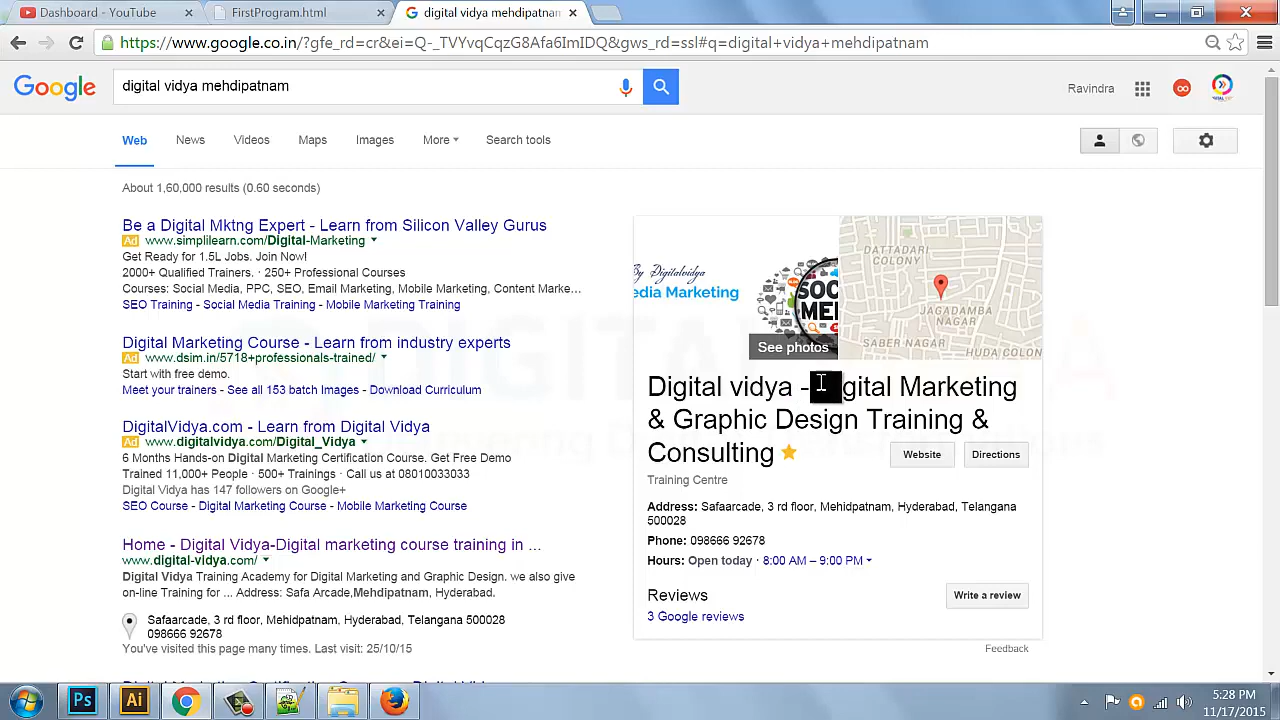 Dashboard - YouTube
FirstProgram.html
digital vidya mehdipatnam
https://www.google.co.in/?gfe_rd=cr&ei=Q-_TVYvqCqzG8Afa6ImIDQ&gws_rd=ssl#q=digital+vidya+mehdipatnam
Google
digital vidya mehdipatnam
Ravindra
Web
News
Videos
Maps
Images
More
Search tools
About 1,60,000 results (0.60 seconds)
Be a Digital Mktng Expert - Learn from Silicon Valley Gurus
Ad www.simplilearn.com/Digital-Marketing
Get Ready for 1.5L Jobs. Join Now!
2000+ Qualified Trainers. · 250+ Professional Courses
Courses: Social Media, PPC, SEO, Email Marketing, Mobile Marketing, Content Marke...
SEO Training - Social Media Training - Mobile Marketing Training
Digital Marketing Course - Learn from industry experts
Ad www.dsim.in/5718+professionals-trained/
Start with free demo.
Meet your trainers - See all 153 batch Images - Download Curriculum
DigitalVidya.com - Learn from Digital Vidya
Ad www.digitalvidya.com/Digital_Vidya
6 Months Hands-on Digital Marketing Certification Course. Get Free Demo
Trained 11,000+ People · 500+ Trainings · Call us at 08010033033
Digital Vidya has 147 followers on Google+
SEO Course - Digital Marketing Course - Mobile Marketing Course
Home - Digital Vidya-Digital marketing course training in ...
www.digital-vidya.com/
Digital Vidya Training Academy for Digital Marketing and Graphic Design. we also give
on-line Training for ... Address: Safa Arcade,Mehdipatnam, Hyderabad.
Safaarcade, 3 rd floor, Mehidpatnam, Hyderabad, Telangana 500028
098666 92678
You've visited this page many times. Last visit: 25/10/15
By Digitalvidya
edia Marketing
SOC
MED
See photos
DATTADARI
COLONY
JAGADAMBA
NAGAR
SABER NAGAR
HUDA COLON
Digital vidya - Digital Marketing
& Graphic Design Training &
Consulting
Website
Directions
Training Centre
Address: Safaarcade, 3 rd floor, Mehidpatnam, Hyderabad, Telangana
500028
Phone: 098666 92678
Hours: Open today · 8:00 AM – 9:00 PM
Reviews
Write a review
3 Google reviews
Feedback
Ps
Ai
5:28 PM
11/17/2015